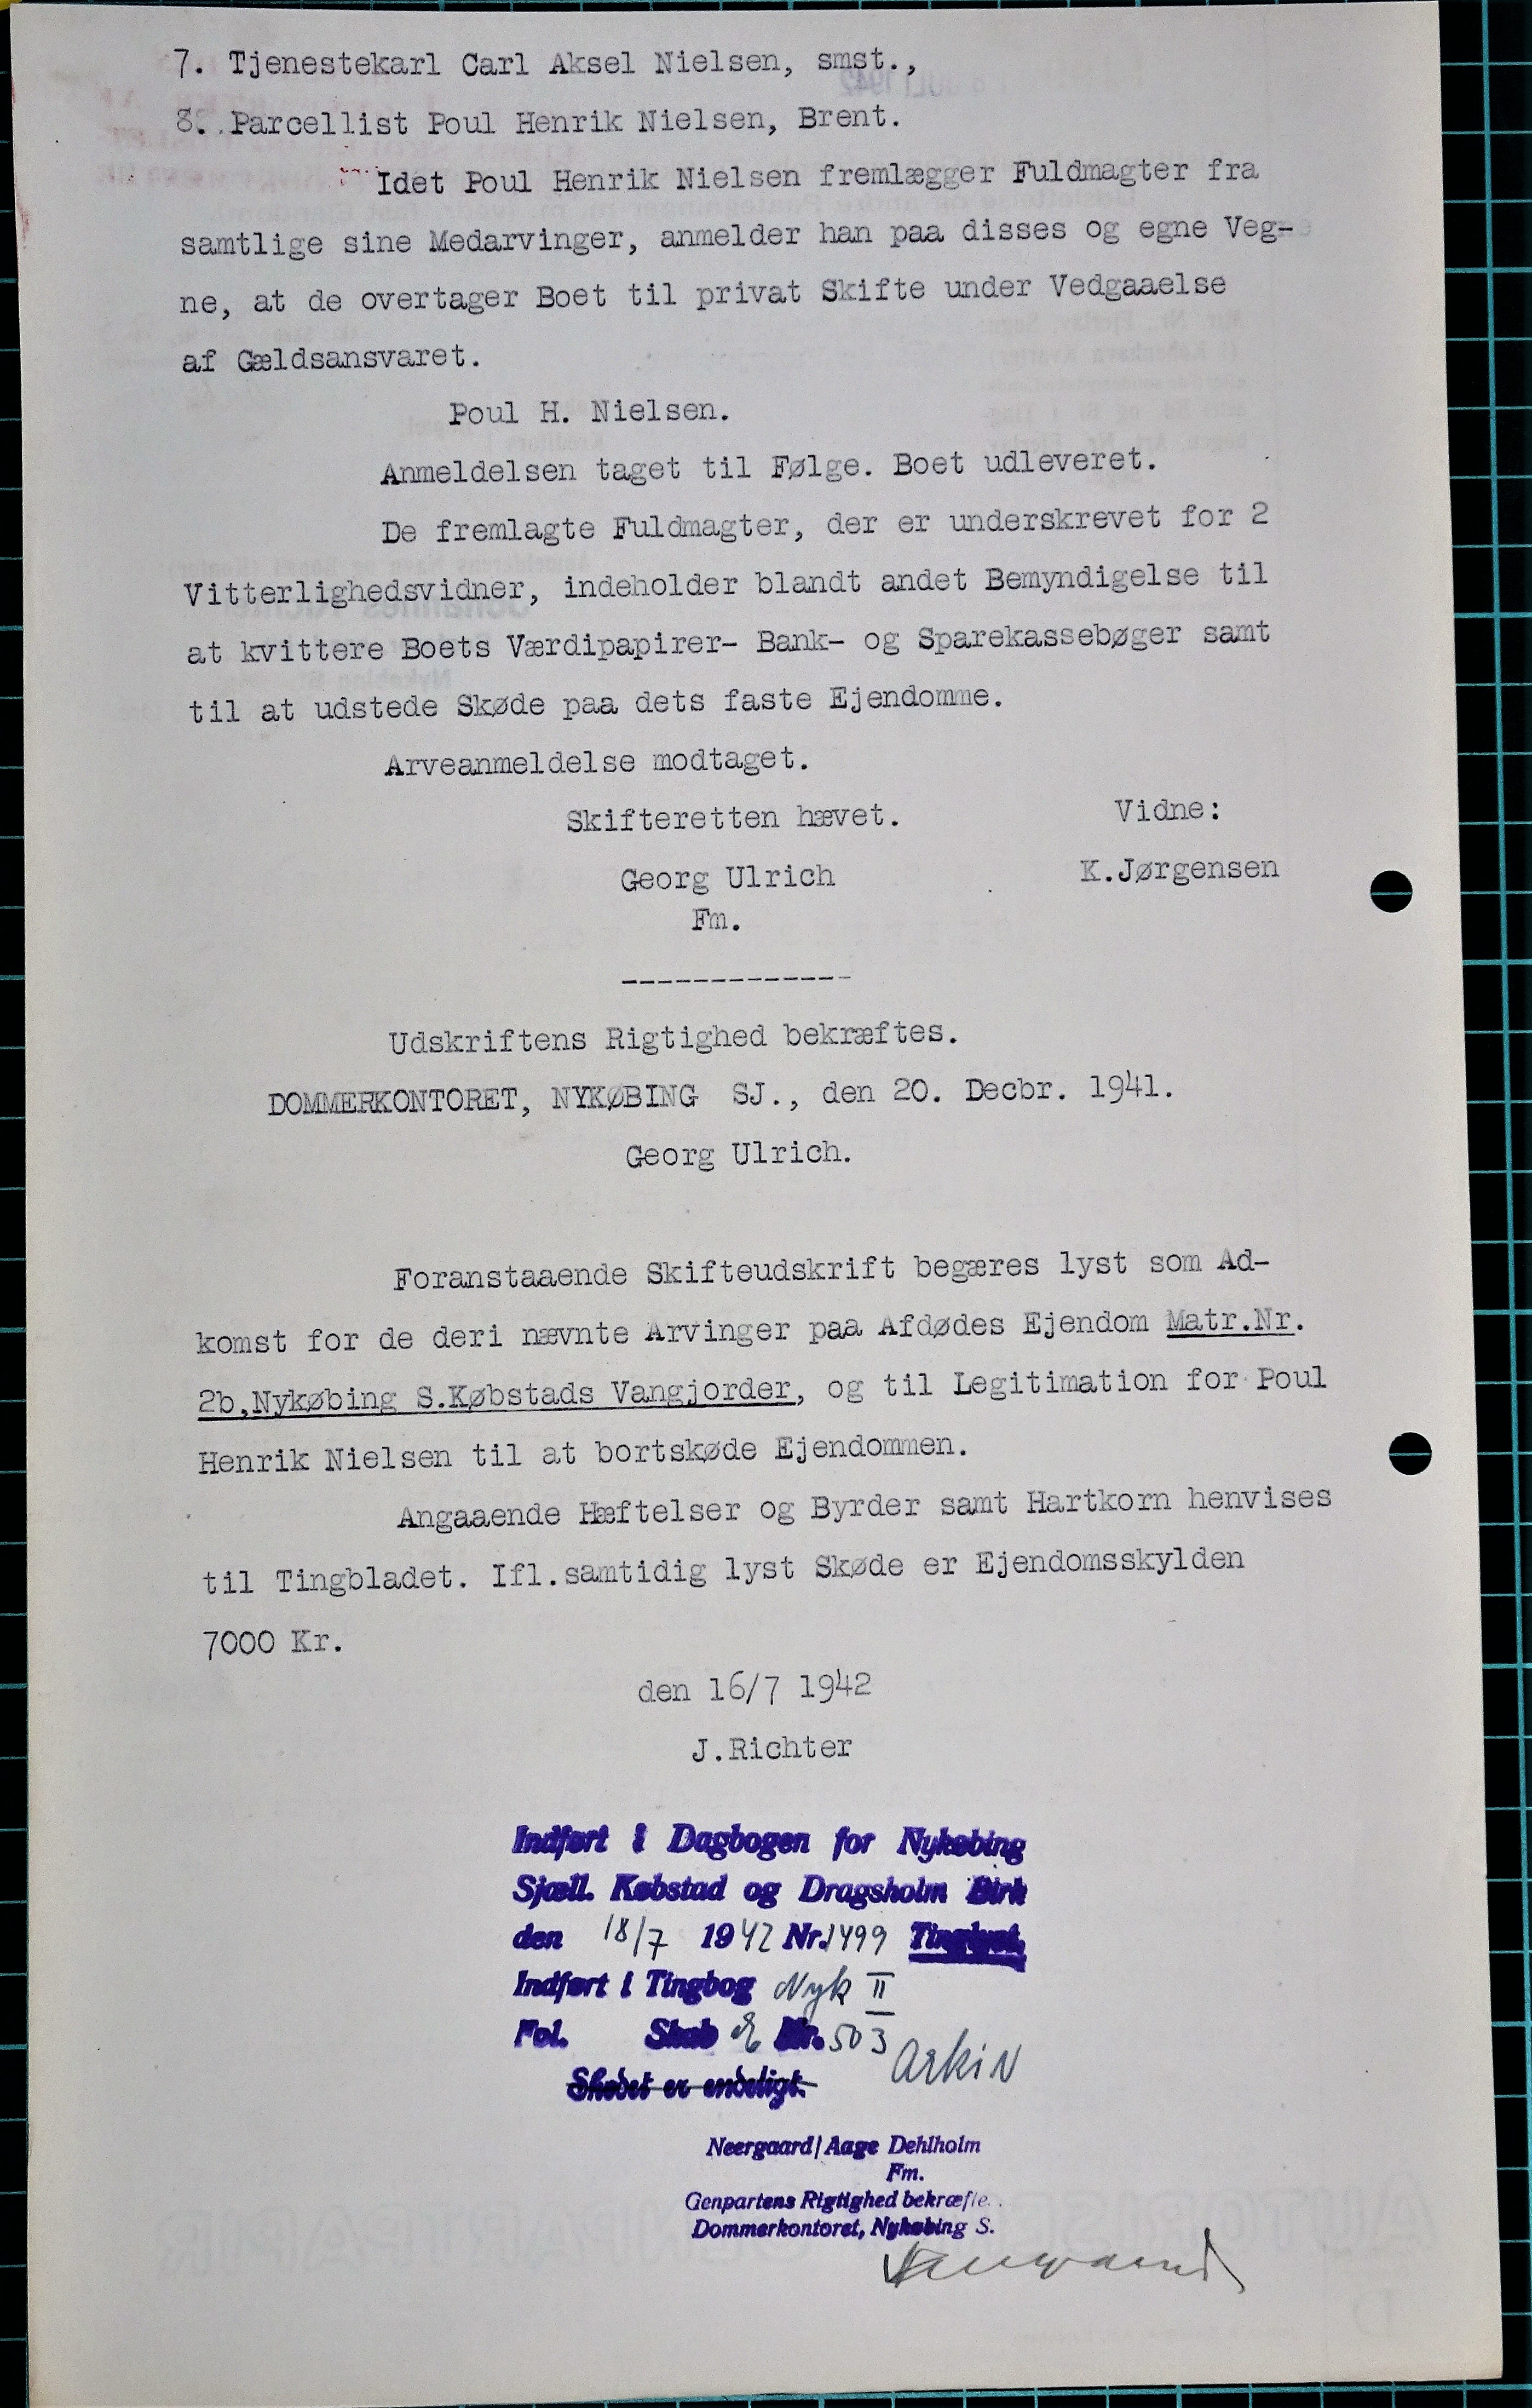 7. Tjenestekarl Carl Aksel Nielsen, smst.,
8. Parcellist Poul Henrik Nielsen, Brent.
Idet Poul Henrik Nielsen fremlægger Fuldmagter fra
samtlige sine Medarvinger, anmelder han paa disses og egne Veg-
ne, at de overtager Boet til privat Skifte under Vedgaaelse
af Gældsansvaret.
Poul H. Nielsen.
Anmeldelsen taget til Følge. Boet udleveret.
De fremlagte Fuldmagter, der er underskrevet for 2
Vitterlighedsvidner, indeholder blandt andet Bemyndigelse til
at kvittere Boets Værdipapirer- Bank- og Sparekassebøger samt
til at udstede Skøde paa dets faste Ejendomme.
Arveanmeldelse modtaget.
Skifteretten hævet. Vidne:
Georg Ulrich K.Jørgensen
Fm.
-------------
Udskriftens Rigtighed bekræftes.
DOMMERKONTORET, NYKØBING SJ., den 20. Decbr. 1941.
Georg Ulrich.
Foranstaaende Skifteudskrift begæres lyst som Ad-
komst for de deri nævnte Arvinger paa Afdødes Ejendom Matr.Nr.
2b,Nykøbing S.Købstads Vangjorder, og til Legitimation for Poul
Henrik Nielsen til at bortskøde Ejendommen.
Angaaende Hæftelser og Byrder samt Hartkorn henvises
til Tingbladet. Ifl.samtidig lyst Skøde er Ejendomsskylden
7000 Kr.
den 16/7 1942
J.Richter
Indført i Dagbogen for Nykøbing
Sjæll. Købstad og Dragsholm Birk
den 18/7 1942 Nr.1499 Tinglyst.
Indført i Tingbog Nyk II
Fol. Skab Nr. 503
Arkiv
Skødet er endeligt.
Neergaard/Aage Dehlholm
Fm.
Genpartens Rigtighed bekræfte
Dommerkontoret, Nykøbing S.